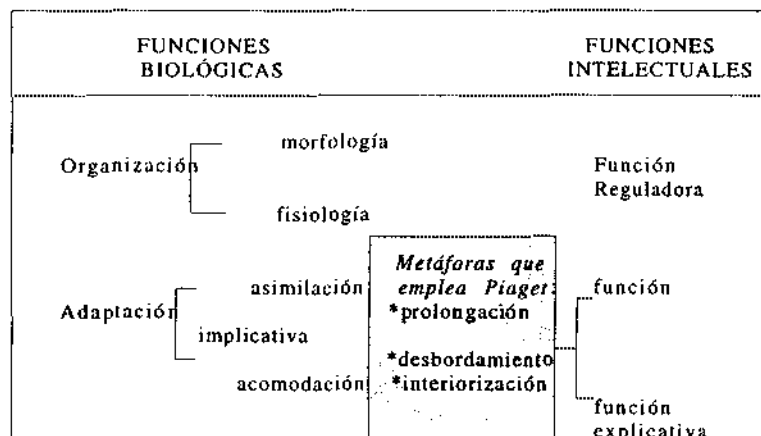 FUNCIONES
BIOLÓGICAS
FUNCIONES
INTELECTUALES
morfología
Organización
Función
Reguladora
fisiología
Metáforas que
emplea Piaget:
*prolongación
asimilación
función
Adaptación
implicativa
*desbordamiento
acomodación
*interiorización
función
explicativa